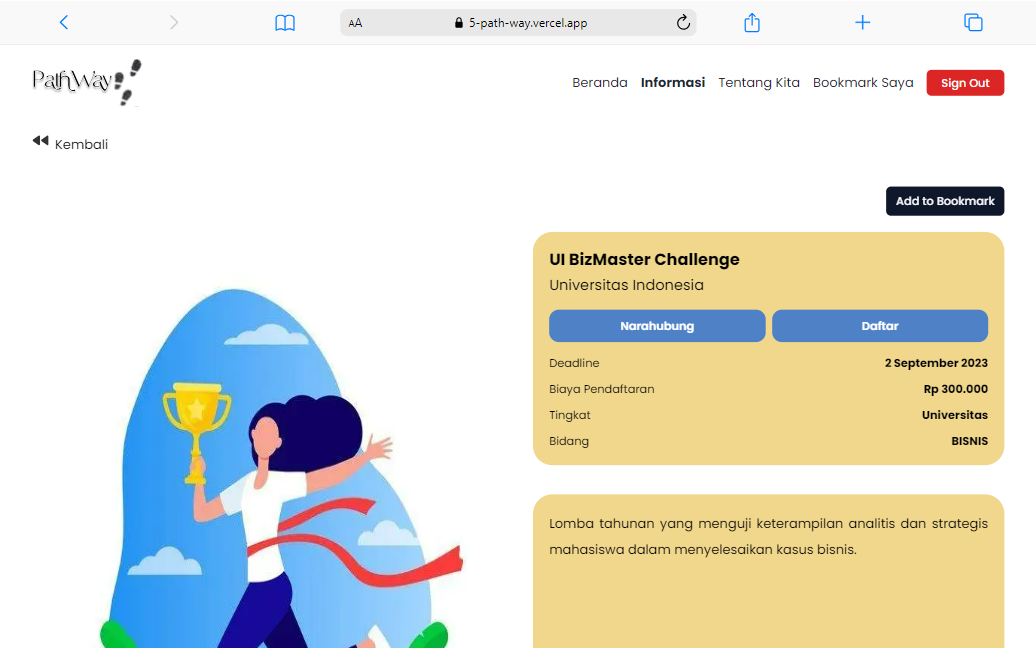 AA 5-path-way.vercel.app
PathWay
Beranda Informasi Tentang Kita Bookmark Saya Sign Out
Kembali
Add to Bookmark
UI BizMaster Challenge
Universitas Indonesia
Narahubung Daftar
Deadline 2 September 2023
Biaya Pendaftaran Rp 300.000
Tingkat Universitas
Bidang BISNIS
Lomba tahunan yang menguji keterampilan analitis dan strategis
mahasiswa dalam menyelesaikan kasus bisnis.